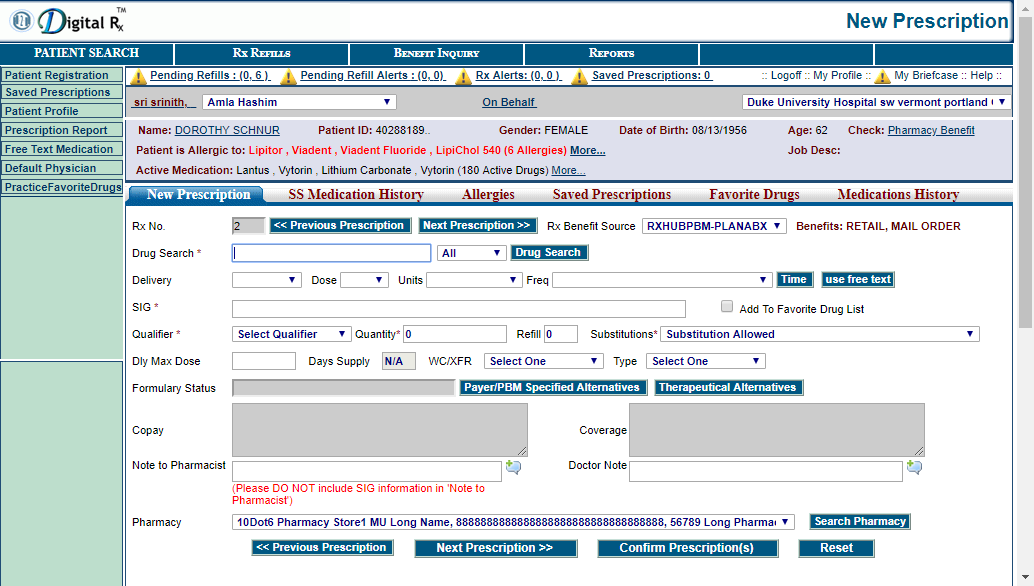 Digital Rx TM
New Prescription
PATIENT SEARCH RX REFILLS BENEFIT INQUIRY REPORTS
Patient Registration
Saved Prescriptions
Patient Profile
Prescription Report
Free Text Medication
Default Physician
PracticeFavoriteDrugs
Pending Refills : (0, 6 ) Pending Refill Alerts : (0, 0) Rx Alerts: (0, 0 ) Saved Prescriptions: 0 :: Logoff :: My Profile :: My Briefcase :: Help ::
sri srinith, Amla Hashim On Behalf Duke University Hospital sw vermont portland
Name: DOROTHY SCHNUR Patient ID: 40288189.. Gender: FEMALE Date of Birth: 08/13/1956 Age: 62 Check: Pharmacy Benefit
Patient is Allergic to: Lipitor , Viadent , Viadent Fluoride , LipiChol 540 (6 Allergies) More... Job Desc:
Active Medication: Lantus , Vytorin , Lithium Carbonate , Vytorin (180 Active Drugs) More...
New Prescription SS Medication History Allergies Saved Prescriptions Favorite Drugs Medications History
Rx No. 2 << Previous Prescription Next Prescription >> Rx Benefit Source RXHUBPBM-PLANABX Benefits: RETAIL, MAIL ORDER
Drug Search * All Drug Search
Delivery Dose Units Freq Time use free text
SIG * Add To Favorite Drug List
Qualifier * Select Qualifier Quantity* 0 Refill 0 Substitutions* Substitution Allowed
Dly Max Dose Days Supply N/A WC/XFR Select One Type Select One
Formulary Status Payer/PBM Specified Alternatives Therapeutical Alternatives
Copay Coverage
Note to Pharmacist Doctor Note
(Please DO NOT include SIG information in 'Note to
Pharmacist')
Pharmacy 10Dot6 Pharmacy Store1 MU Long Name, Search Pharmacy
<< Previous Prescription Next Prescription >> Confirm Prescription(s) Reset